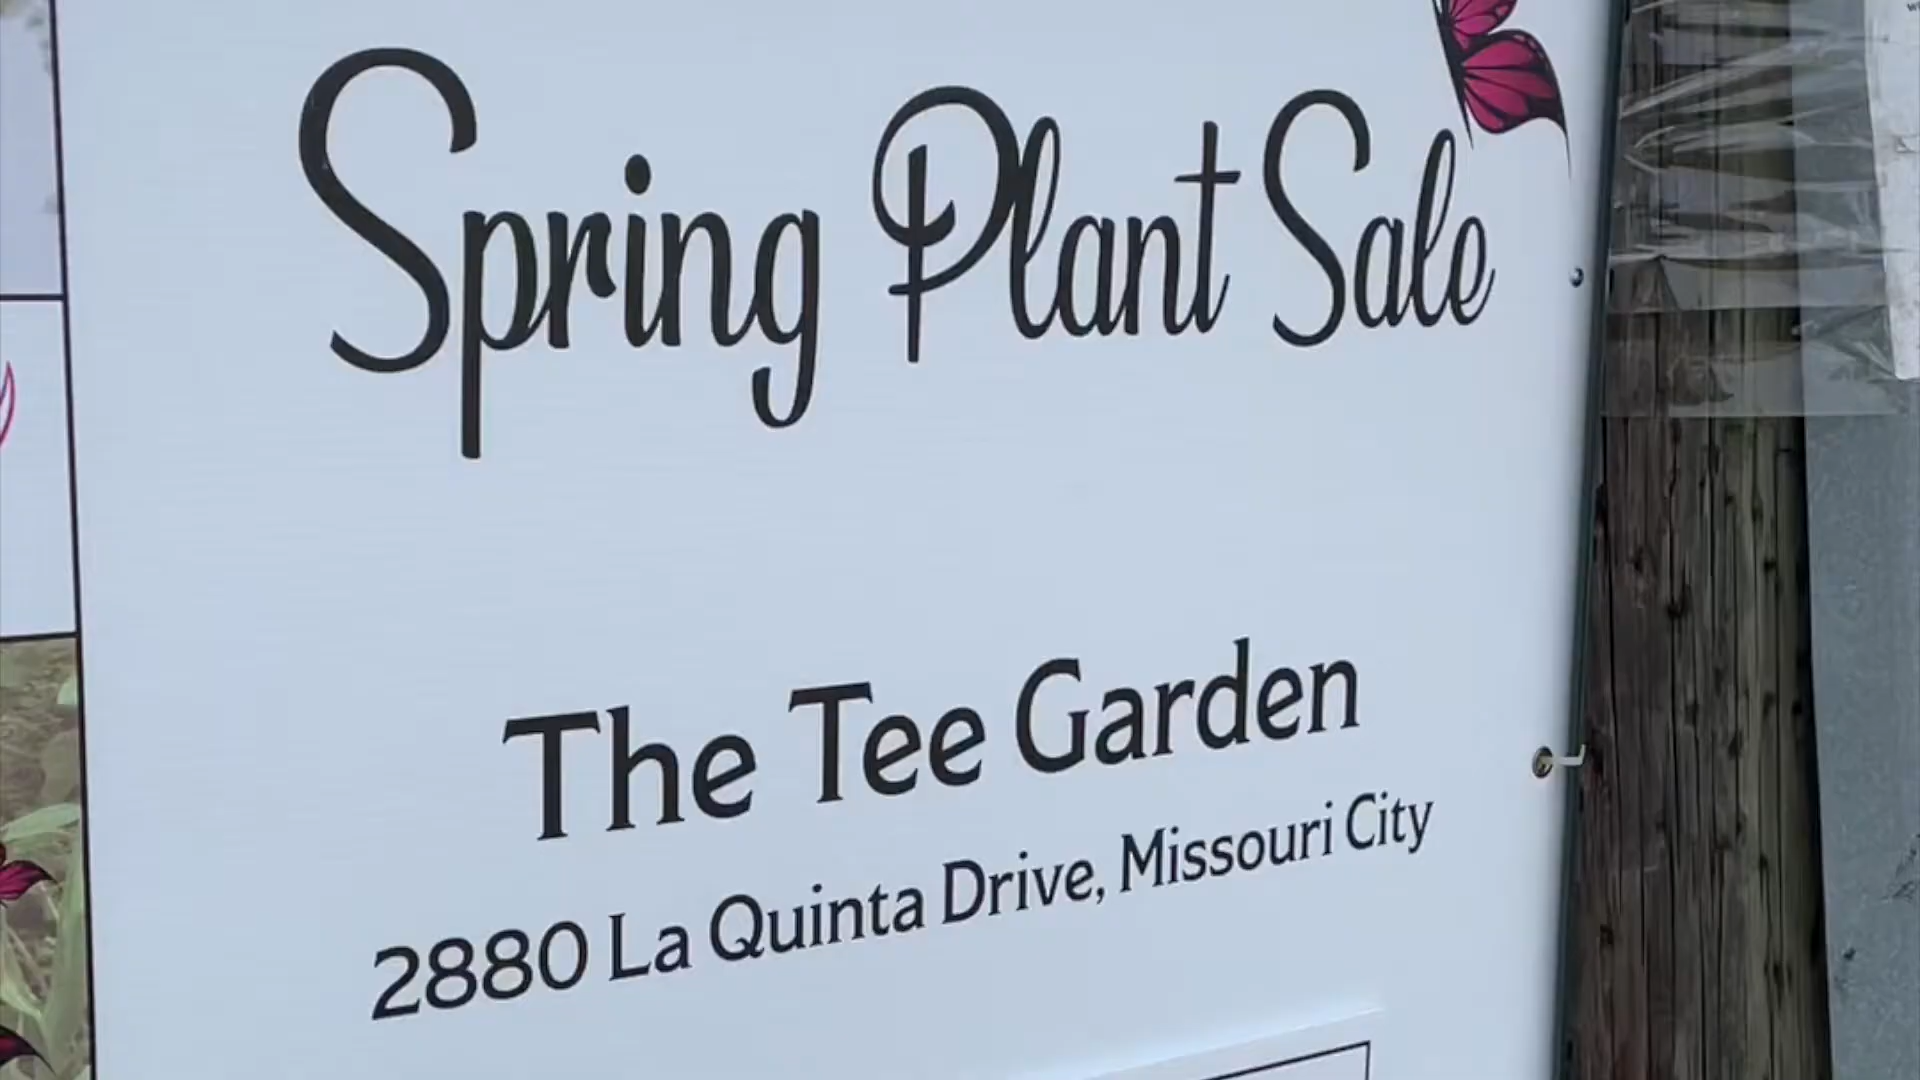 Spring Plant Sale
The Tee Garden
2880 La Quinta Drive, Missouri City